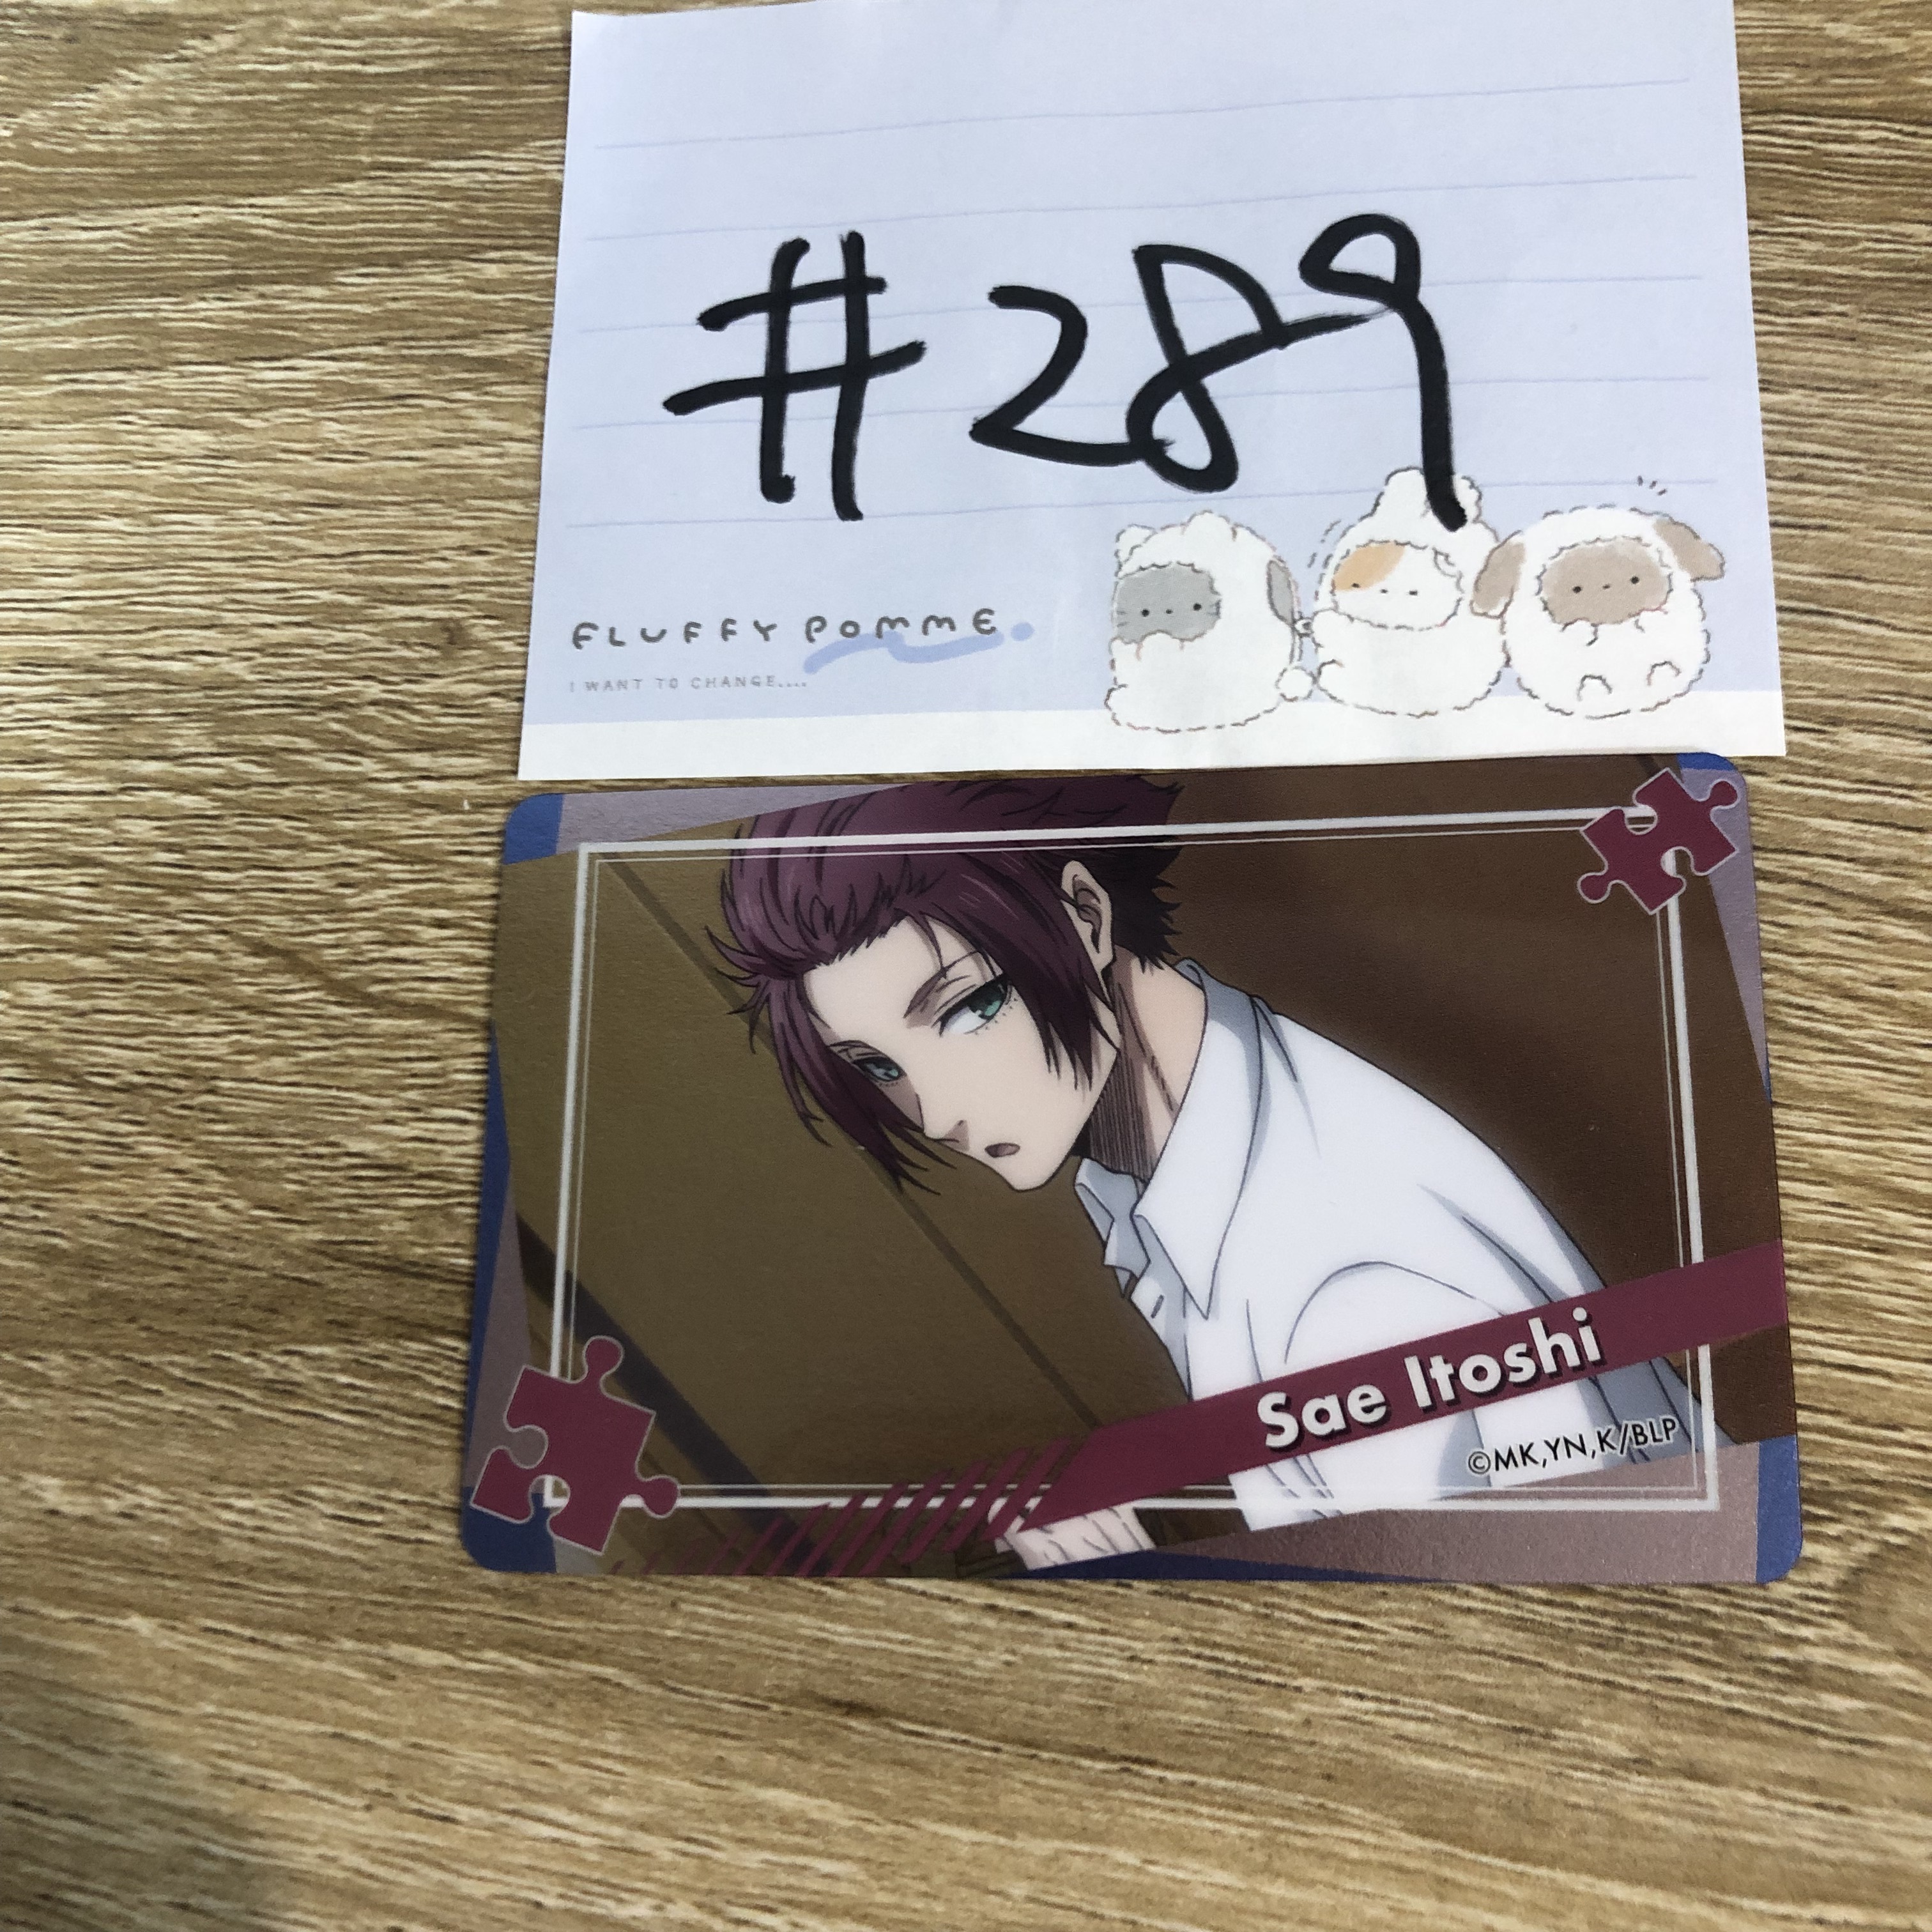 #289
FLUFFY POMME.
I WANT TO CHANGE....
Sae Itoshi
©MK,YN,K/BLP